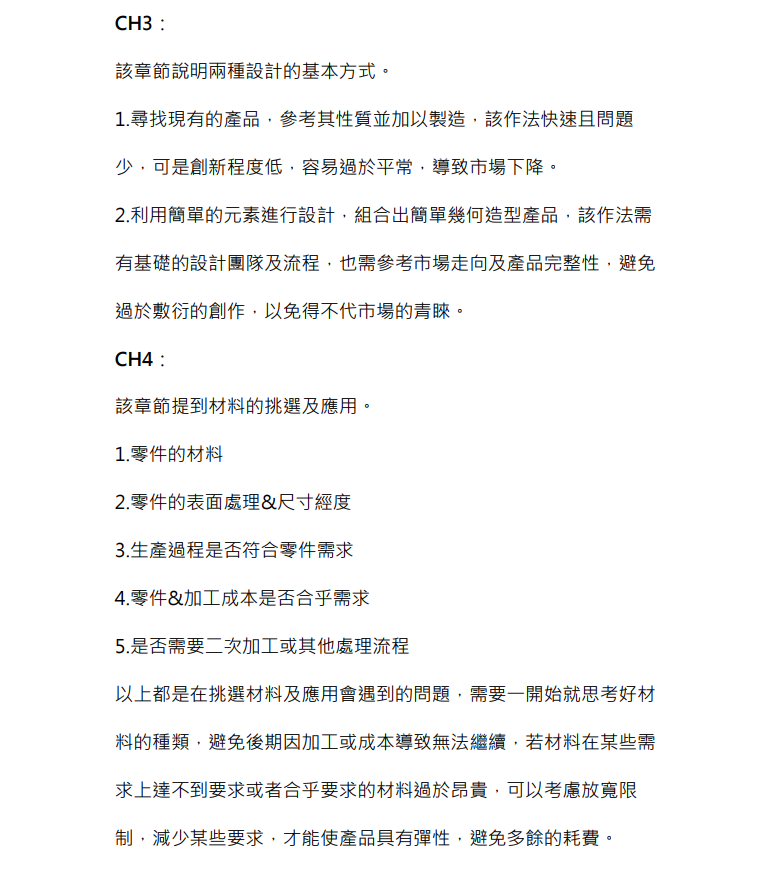 CH3：
該章節說明兩種設計的基本方式。
1.尋找現有的產品，參考其性質並加以製造，該作法快速且問題
少，可是創新程度低，容易過於平常，導致市場下降。
2.利用簡單的元素進行設計，組合出簡單幾何造型產品，該作法需
有基礎的設計團隊及流程，也需參考市場走向及產品完整性，避免
過於敷衍的創作，以免得不代市場的青睞。
CH4：
該章節提到材料的挑選及應用。
1.零件的材料
2.零件的表面處理&尺寸經度
3.生產過程是否符合零件需求
4.零件&加工成本是否合乎需求
5.是否需要二次加工或其他處理流程
以上都是在挑選材料及應用會遇到的問題，需要一開始就思考好材
料的種類，避免後期因加工或成本導致無法繼續，若材料在某些需
求上達不到要求或者合乎要求的材料過於昂貴，可以考慮放寬限
制，減少某些要求，才能使產品具有彈性，避免多餘的耗費。